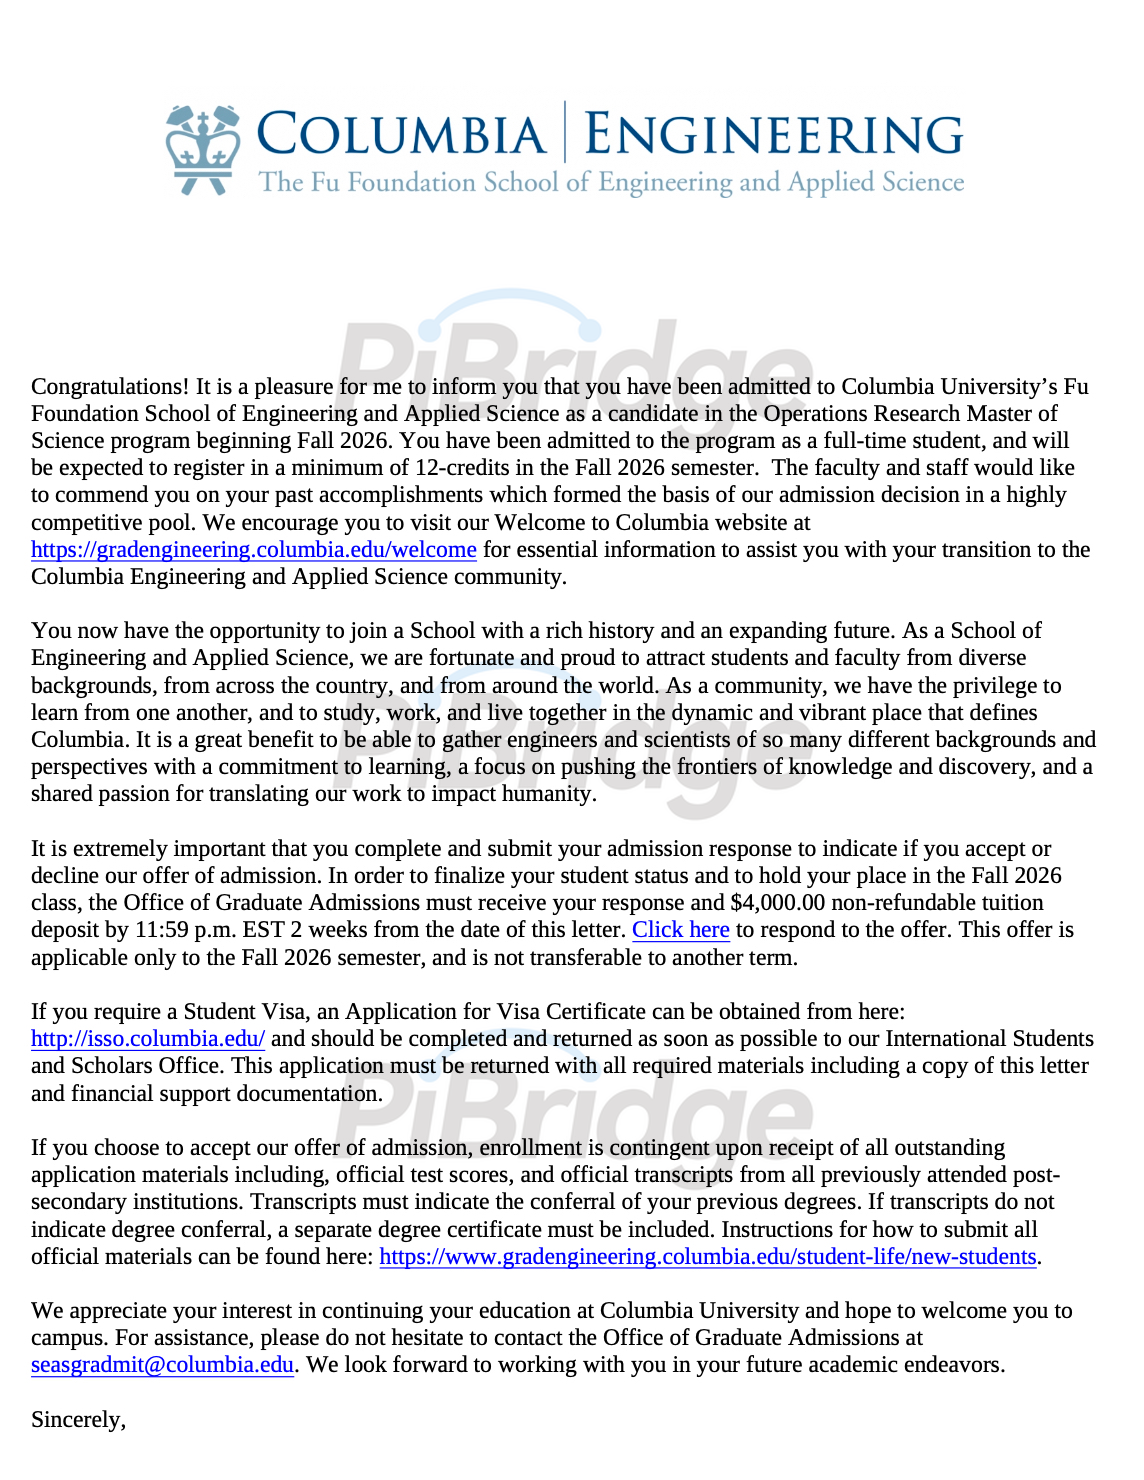 COLUMBIA | ENGINEERING
The Fu Foundation School of Engineering and Applied Science
PiBridge
Congratulations! It is a pleasure for me to inform you that you have been admitted to Columbia University’s Fu
Foundation School of Engineering and Applied Science as a candidate in the Operations Research Master of
Science program beginning Fall 2026. You have been admitted to the program as a full-time student, and will
be expected to register in a minimum of 12-credits in the Fall 2026 semester.  The faculty and staff would like
to commend you on your past accomplishments which formed the basis of our admission decision in a highly
competitive pool. We encourage you to visit our Welcome to Columbia website at
https://gradengineering.columbia.edu/welcome for essential information to assist you with your transition to the
Columbia Engineering and Applied Science community.
You now have the opportunity to join a School with a rich history and an expanding future. As a School of
Engineering and Applied Science, we are fortunate and proud to attract students and faculty from diverse
backgrounds, from across the country, and from around the world. As a community, we have the privilege to
learn from one another, and to study, work, and live together in the dynamic and vibrant place that defines
Columbia. It is a great benefit to be able to gather engineers and scientists of so many different backgrounds and
perspectives with a commitment to learning, a focus on pushing the frontiers of knowledge and discovery, and a
shared passion for translating our work to impact humanity.
PiBridge
It is extremely important that you complete and submit your admission response to indicate if you accept or
decline our offer of admission. In order to finalize your student status and to hold your place in the Fall 2026
class, the Office of Graduate Admissions must receive your response and $4,000.00 non-refundable tuition
deposit by 11:59 p.m. EST 2 weeks from the date of this letter. Click here to respond to the offer. This offer is
applicable only to the Fall 2026 semester, and is not transferable to another term.
If you require a Student Visa, an Application for Visa Certificate can be obtained from here:
http://isso.columbia.edu/ and should be completed and returned as soon as possible to our International Students
and Scholars Office. This application must be returned with all required materials including a copy of this letter
and financial support documentation.
PiBridge
If you choose to accept our offer of admission, enrollment is contingent upon receipt of all outstanding
application materials including, official test scores, and official transcripts from all previously attended post-
secondary institutions. Transcripts must indicate the conferral of your previous degrees. If transcripts do not
indicate degree conferral, a separate degree certificate must be included. Instructions for how to submit all
official materials can be found here: https://www.gradengineering.columbia.edu/student-life/new-students.
We appreciate your interest in continuing your education at Columbia University and hope to welcome you to
campus. For assistance, please do not hesitate to contact the Office of Graduate Admissions at
seasgradmit@columbia.edu. We look forward to working with you in your future academic endeavors.
Sincerely,